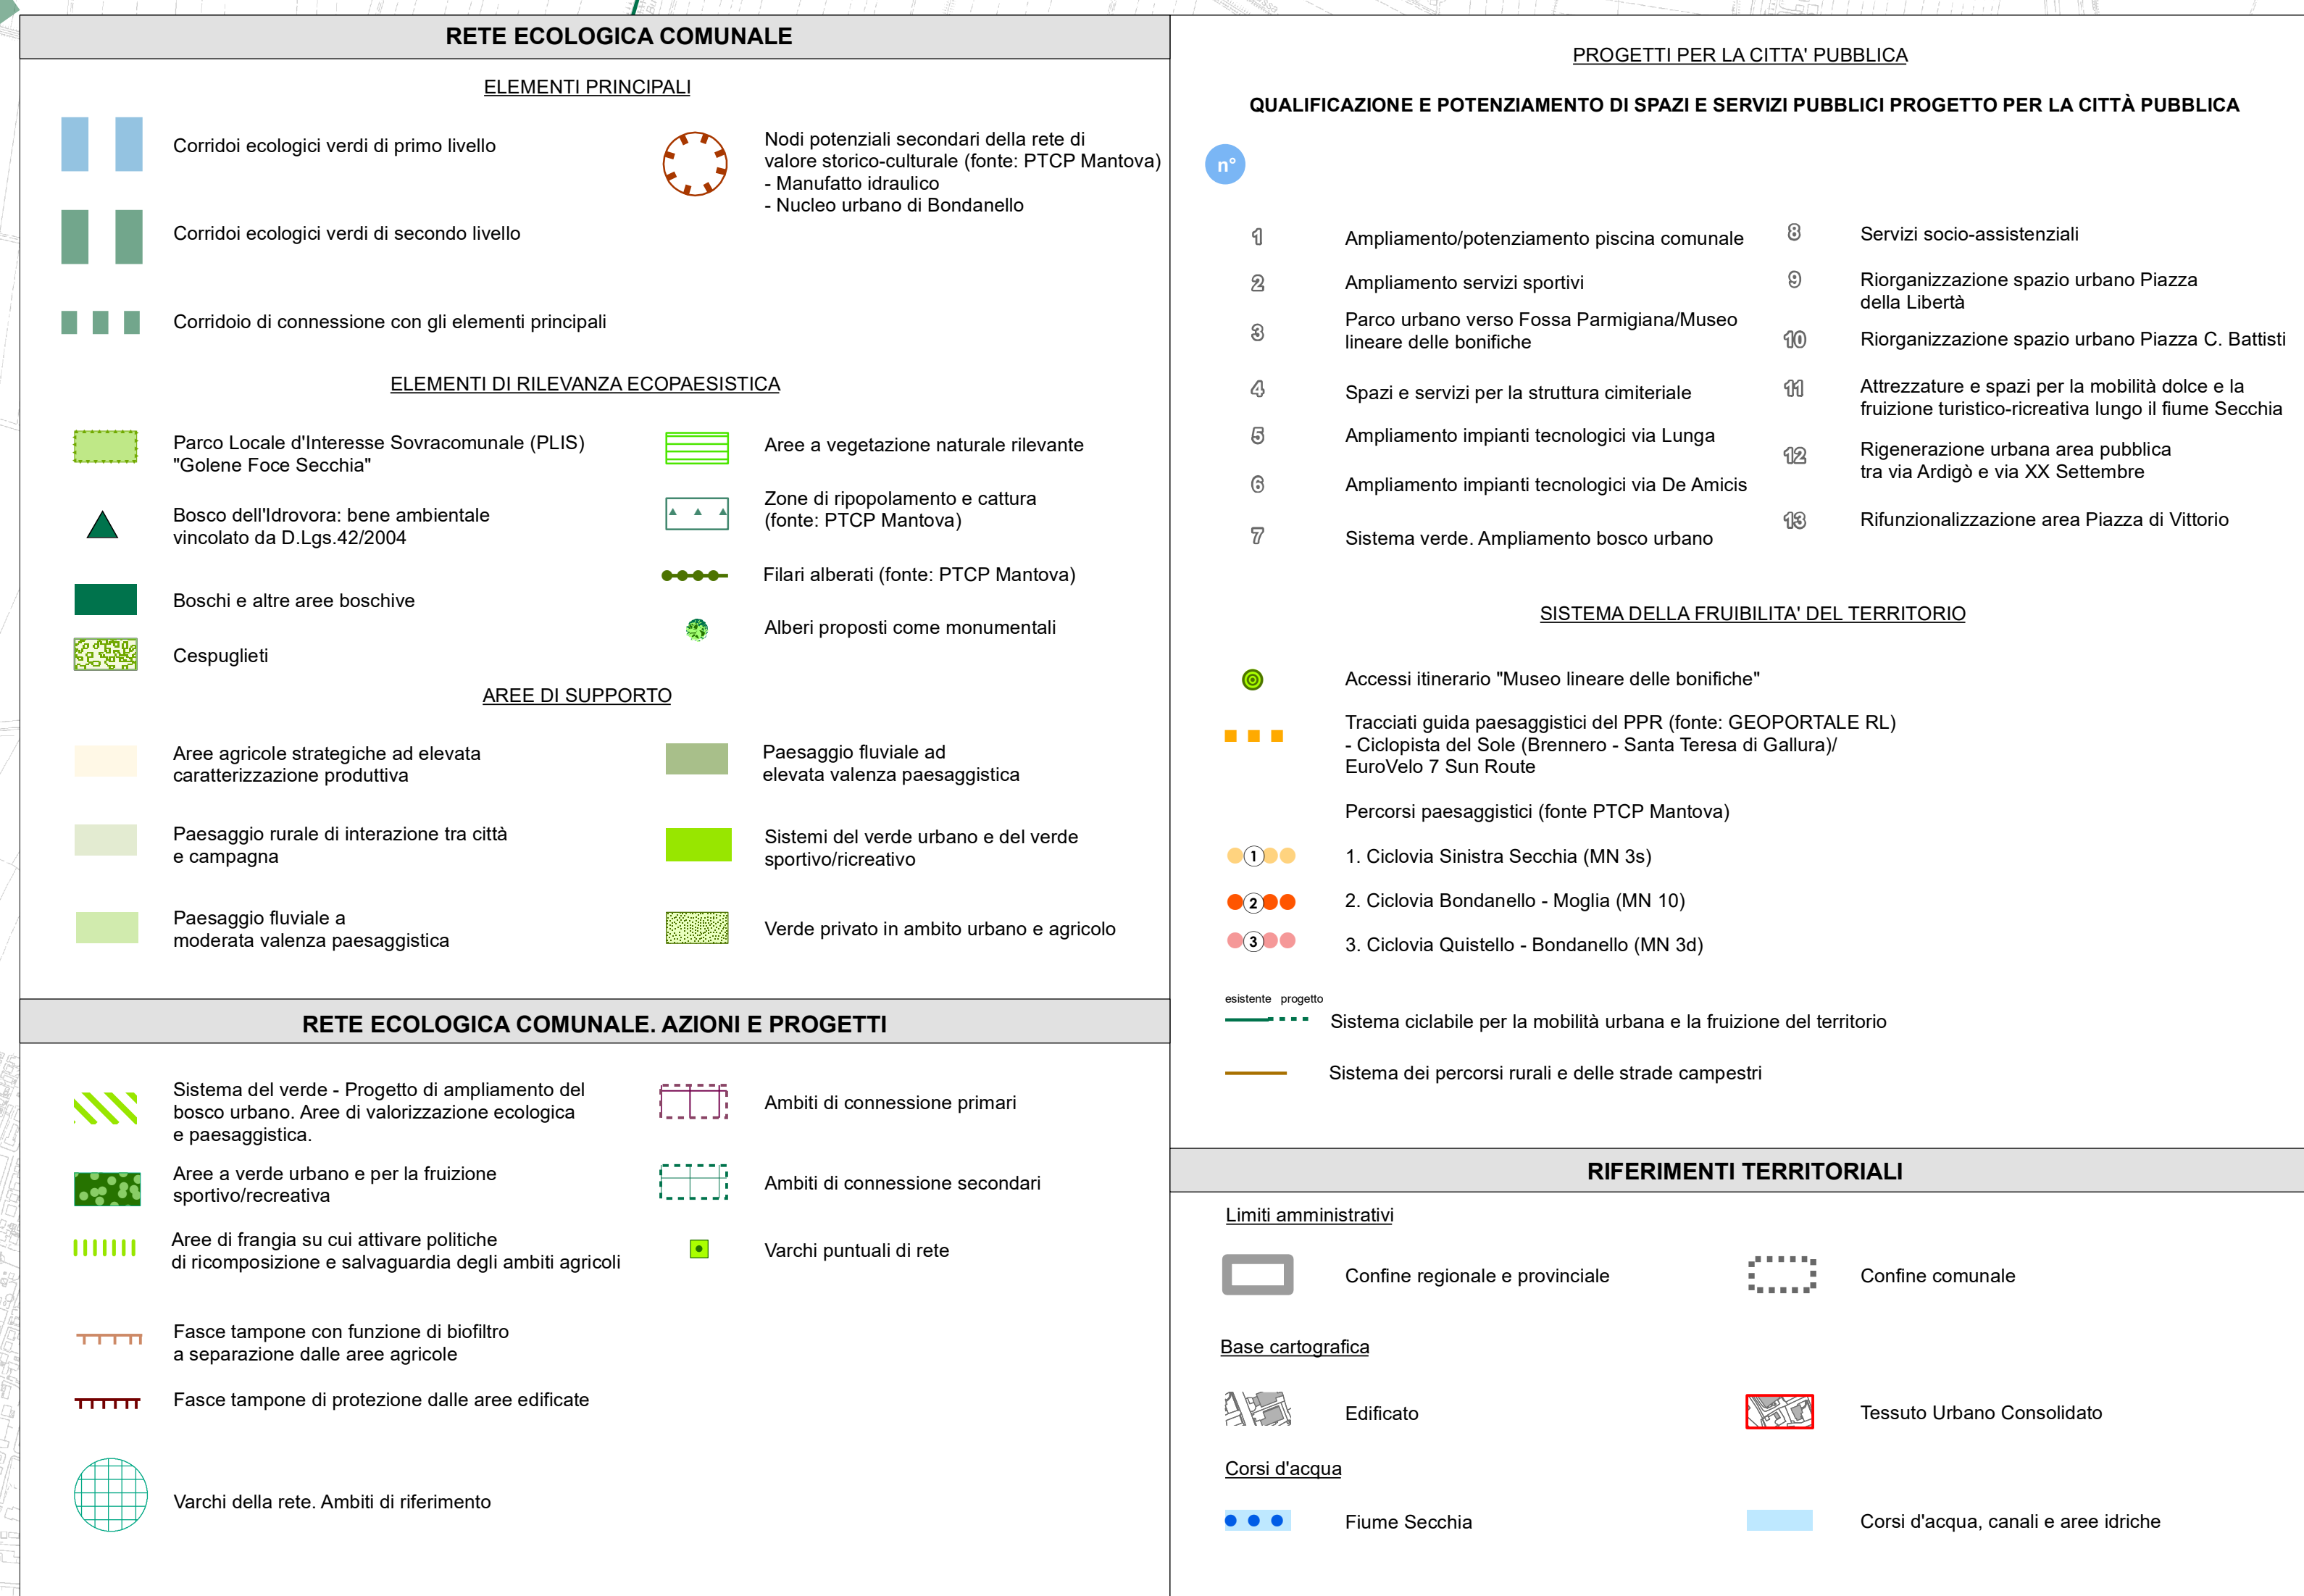 RETE ECOLOGICA COMUNALE
ELEMENTI PRINCIPALI
Corridoi ecologici verdi di primo livello
Corridoi ecologici verdi di secondo livello
Corridoio di connessione con gli elementi principali
Nodi potenziali secondari della rete di
valore storico-culturale (fonte: PTCP Mantova)
- Manufatto idraulico
- Nucleo urbano di Bondanello
ELEMENTI DI RILEVANZA ECOPAESISTICA
Parco Locale d'Interesse Sovracomunale (PLIS)
"Golene Foce Secchia"
Bosco dell'Idrovora: bene ambientale
vincolato da D.Lgs.42/2004
Boschi e altre aree boschive
Cespuglieti
Aree a vegetazione naturale rilevante
Zone di ripopolamento e cattura
(fonte: PTCP Mantova)
Filari alberati (fonte: PTCP Mantova)
Alberi proposti come monumentali
AREE DI SUPPORTO
Aree agricole strategiche ad elevata
caratterizzazione produttiva
Paesaggio rurale di interazione tra città
e campagna
Paesaggio fluviale a
moderata valenza paesaggistica
Paesaggio fluviale ad
elevata valenza paesaggistica
Sistemi del verde urbano e del verde
sportivo/ricreativo
Verde privato in ambito urbano e agricolo
RETE ECOLOGICA COMUNALE. AZIONI E PROGETTI
Sistema del verde - Progetto di ampliamento del
bosco urbano. Aree di valorizzazione ecologica
e paesaggistica.
Aree a verde urbano e per la fruizione
sportivo/recreativa
Aree di frangia su cui attivare politiche
di ricomposizione e salvaguardia degli ambiti agricoli
Fasce tampone con funzione di biofiltro
a separazione dalle aree agricole
Fasce tampone di protezione dalle aree edificate
Varchi della rete. Ambiti di riferimento
Ambiti di connessione primari
Ambiti di connessione secondari
Varchi puntuali di rete
PROGETTI PER LA CITTA' PUBBLICA
QUALIFICAZIONE E POTENZIAMENTO DI SPAZI E SERVIZI PUBBLICI PROGETTO PER LA CITTÀ PUBBLICA
n°
1 Ampliamento/potenziamento piscina comunale
2 Ampliamento servizi sportivi
3 Parco urbano verso Fossa Parmigiana/Museo
lineare delle bonifiche
4 Spazi e servizi per la struttura cimiteriale
5 Ampliamento impianti tecnologici via Lunga
6 Ampliamento impianti tecnologici via De Amicis
7 Sistema verde. Ampliamento bosco urbano
8 Servizi socio-assistenziali
9 Riorganizzazione spazio urbano Piazza
della Libertà
10 Riorganizzazione spazio urbano Piazza C. Battisti
11 Attrezzature e spazi per la mobilità dolce e la
fruizione turistico-ricreativa lungo il fiume Secchia
12 Rigenerazione urbana area pubblica
tra via Ardigò e via XX Settembre
13 Rifunzionalizzazione area Piazza di Vittorio
SISTEMA DELLA FRUIBILITA' DEL TERRITORIO
Accessi itinerario "Museo lineare delle bonifiche"
Tracciati guida paesaggistici del PPR (fonte: GEOPORTALE RL)
- Ciclopista del Sole (Brennero - Santa Teresa di Gallura)/
EuroVelo 7 Sun Route
Percorsi paesaggistici (fonte PTCP Mantova)
1 1. Ciclovia Sinistra Secchia (MN 3s)
2 2. Ciclovia Bondanello - Moglia (MN 10)
3 3. Ciclovia Quistello - Bondanello (MN 3d)
esistente progetto
Sistema ciclabile per la mobilità urbana e la fruizione del territorio
Sistema dei percorsi rurali e delle strade campestri
RIFERIMENTI TERRITORIALI
Limiti amministrativi
Confine regionale e provinciale
Confine comunale
Base cartografica
Edificato
Tessuto Urbano Consolidato
Corsi d'acqua
Fiume Secchia
Corsi d'acqua, canali e aree idriche